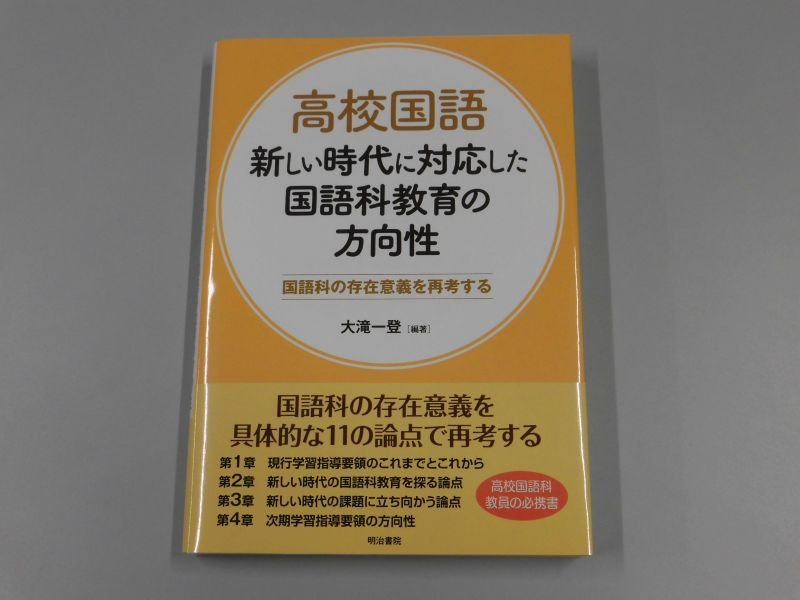 高校国語
新しい時代に対応した
国語科教育の
方向性
国語科の存在意義を再考する
大滝一登［編著］
国語科の存在意義を
具体的な11の論点で再考する
第1章 現行学習指導要領のこれまでとこれから
第2章 新しい時代の国語科教育を探る論点
第3章 新しい時代の課題に立ち向かう論点
第4章 次期学習指導要領の方向性
高校国語科
教員の必携書
明治書院